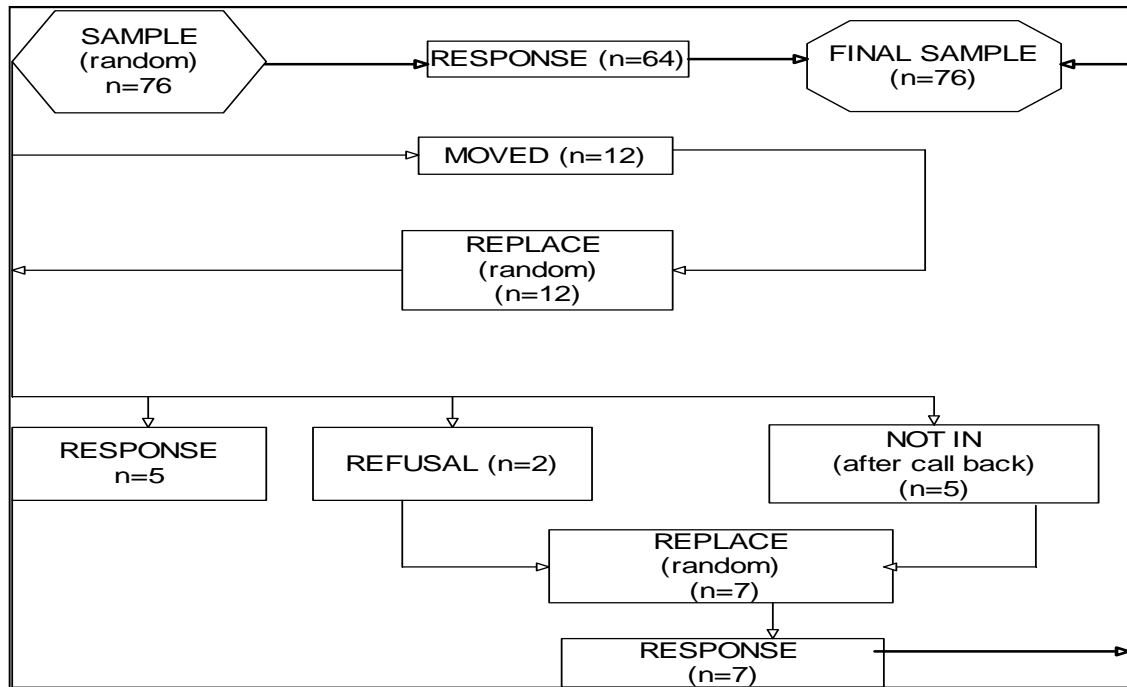 SAMPLE
(random)
n=76
RESPONSE (n=64)
FINAL SAMPLE
(n=76)
MOVED (n=12)
REPLACE
(random)
(n=12)
RESPONSE
n=5
REFUSAL (n=2)
NOT IN
(after call back)
(n=5)
REPLACE
(random)
(n=7)
RESPONSE
(n=7)